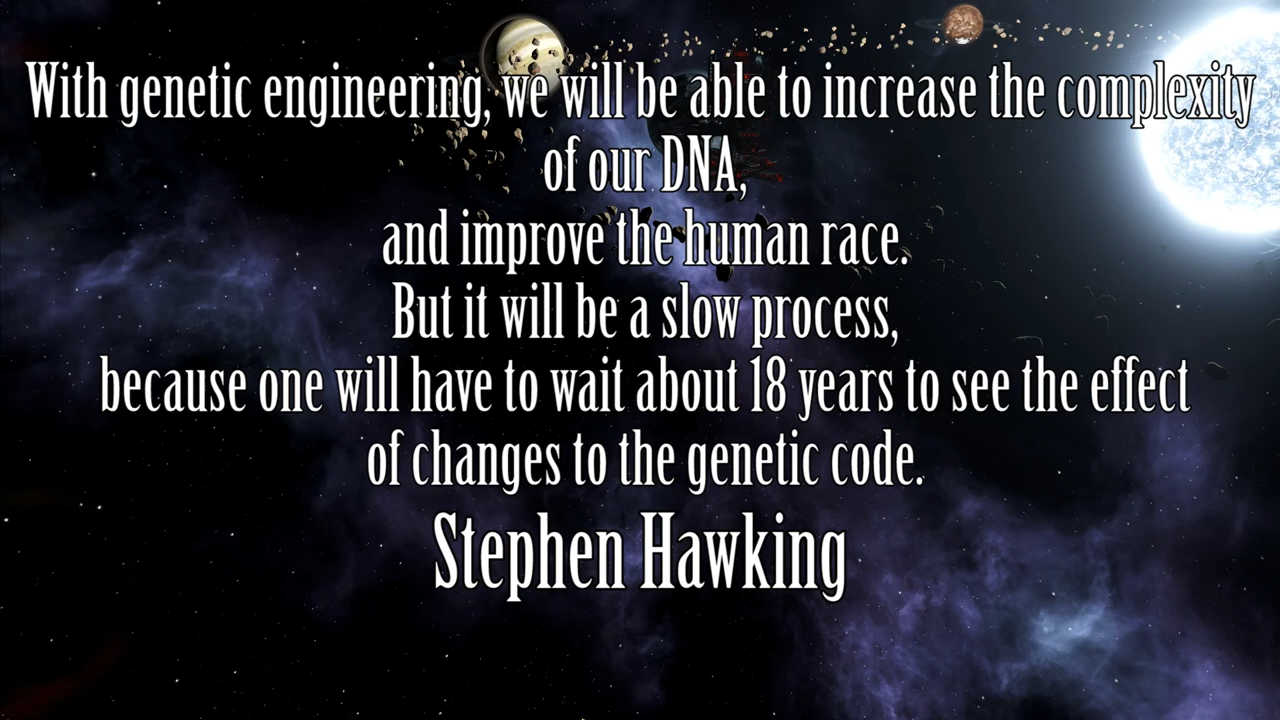 With genetic engineering, we will be able to increase the complexity
of our DNA,
and improve the human race.
But it will be a slow process,
because one will have to wait about 18 years to see the effect
of changes to the genetic code.
Stephen Hawking